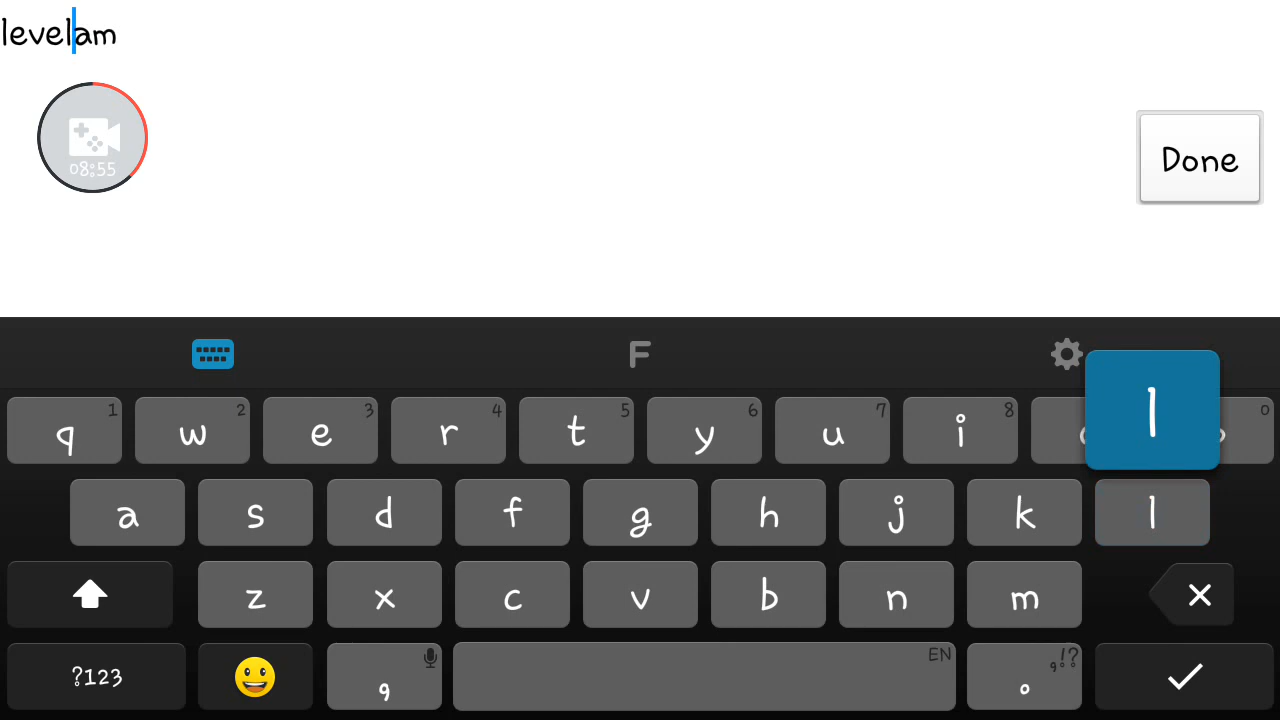 levelam
08:55
Done
F
1 2 3 4 5 6 7 8 0
q w e r t y u i
l
a s d f g h j k l
z x c v b n m
EN
,!?
?123 , .